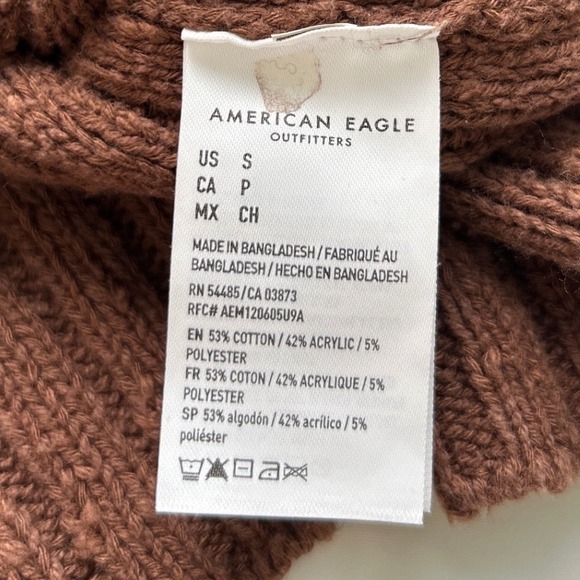 AMERICAN EAGLE
OUTFITTERS
US S
CA P
MX CH
MADE IN BANGLADESH / FABRIQUÉ AU
BANGLADESH / HECHO EN BANGLADESH
RN 54485 / CA 03873
RFC# AEM120605U9A
EN 53% COTTON / 42% ACRYLIC / 5%
POLYESTER
FR 53% COTON / 42% ACRYLIQUE / 5%
POLYESTER
SP 53% algodón / 42% acrílico / 5%
poliéster